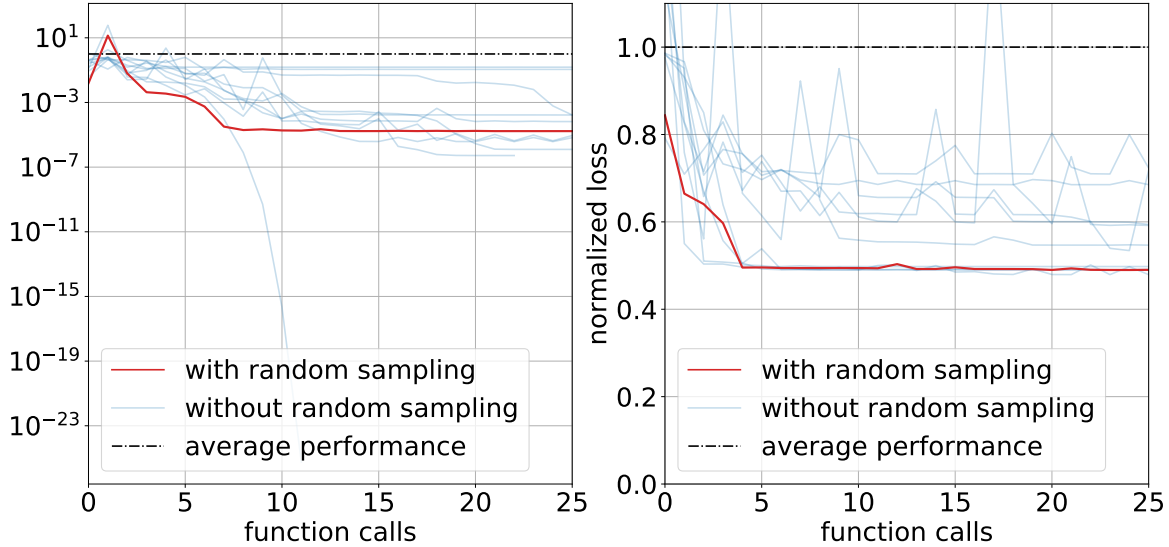 10^1
10^-3
10^-7
10^-11
10^-15
10^-19
10^-23
0 5 10 15 20 25
function calls
with random sampling
without random sampling
average performance
normalized loss
1.0
0.8
0.6
0.4
0.2
0.0
0 5 10 15 20 25
function calls
with random sampling
without random sampling
average performance